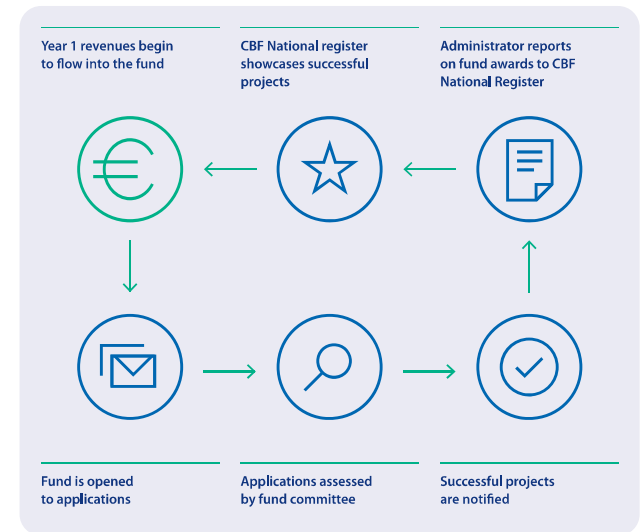 Year 1 revenues begin
to flow into the fund
CBF National register
showcases successful
projects
Administrator reports
on fund awards to CBF
National Register
Fund is opened
to applications
Applications assessed
by fund committee
Successful projects
are notified